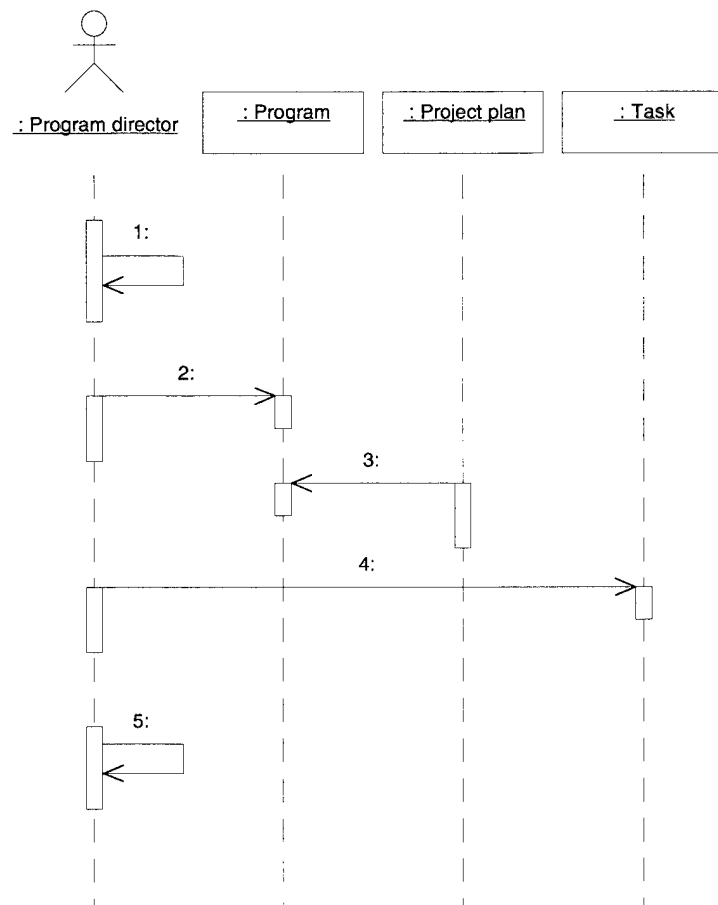 : Program director
: Program
: Project plan
: Task
1:
2:
3:
4:
5: